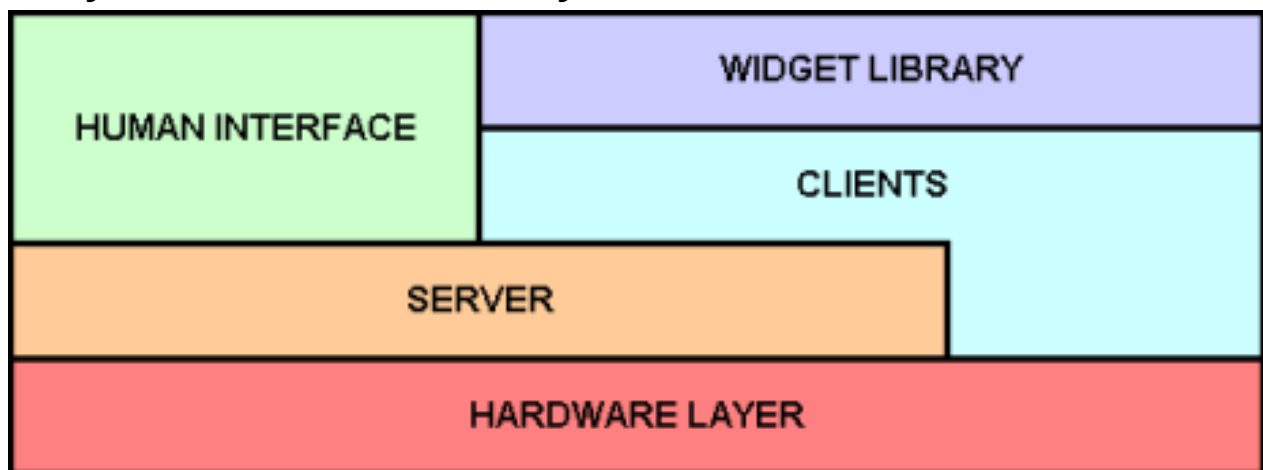 HUMAN INTERFACE
WIDGET LIBRARY
CLIENTS
SERVER
HARDWARE LAYER